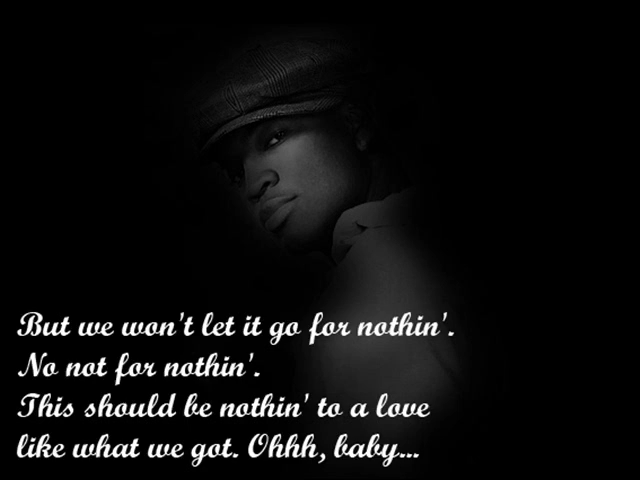 But we won't let it go for nothin'.
No not for nothin'.
This should be nothin' to a love
like what we got. Ohhh, baby...